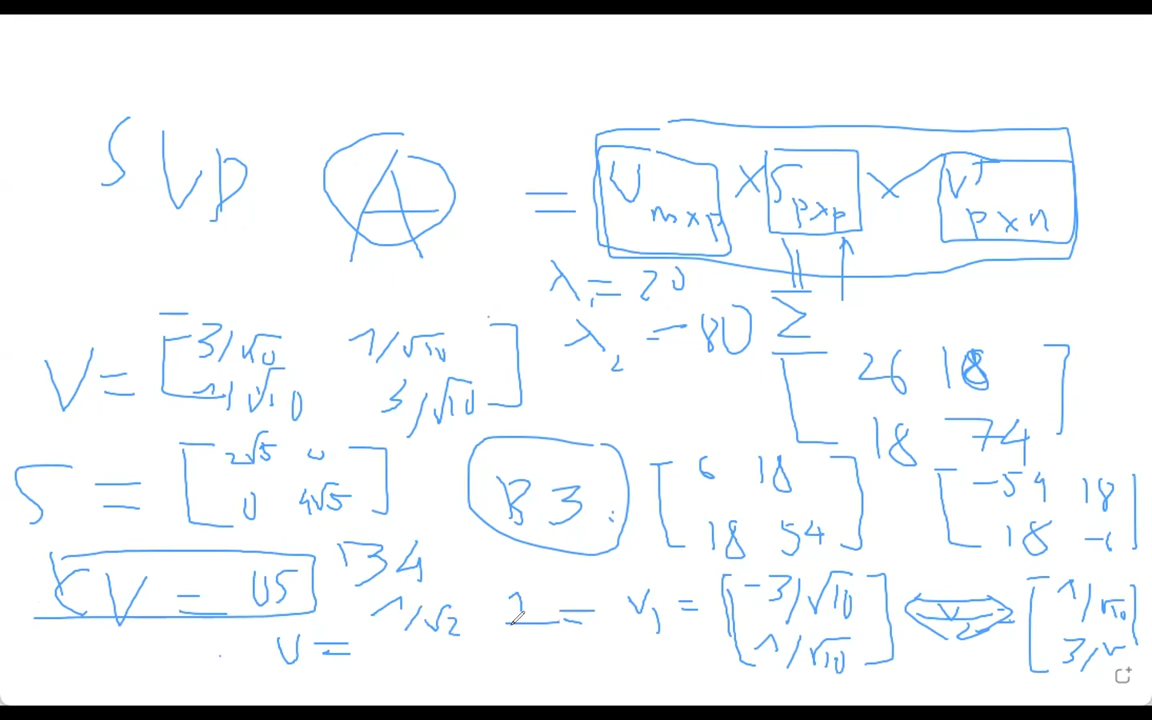 SVD A = U m×p × S p×p × V^T p×n
λ1 = 20
λ2 = 80 Σ
V = [ -3/√10 1/√10
1/√10 3/√10 ]
[ 26 18
18 74 ]
S = [ 2√5 0
0 4√5 ]
B3: [ 6 18
18 54 ]
[ -54 18
18 -6 ]
CV = US
134
1/√2
U =
v1 = [ -3/√10
1/√10 ]
v2 = [ 1/√10
3/√ ]